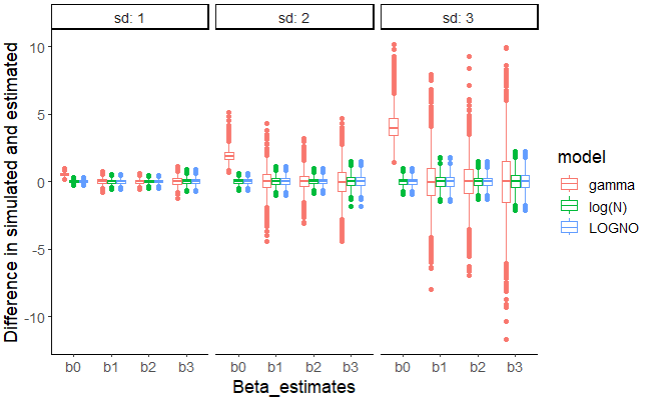 sd: 1
sd: 2
sd: 3
Difference in simulated and estimated
10
5
0
-5
-10
b0 b1 b2 b3
b0 b1 b2 b3
b0 b1 b2 b3
Beta_estimates
model
gamma
log(N)
LOGNO